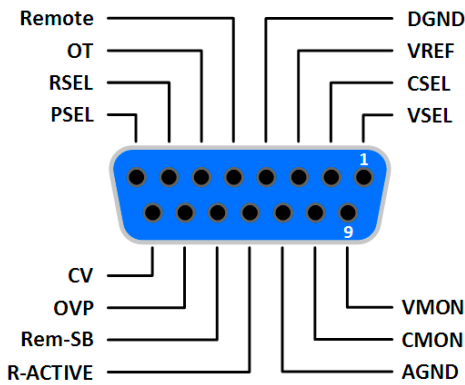 Remote DGND
OT VREF
RSEL CSEL
PSEL VSEL
1
9
CV
OVP VMON
Rem-SB CMON
R-ACTIVE AGND